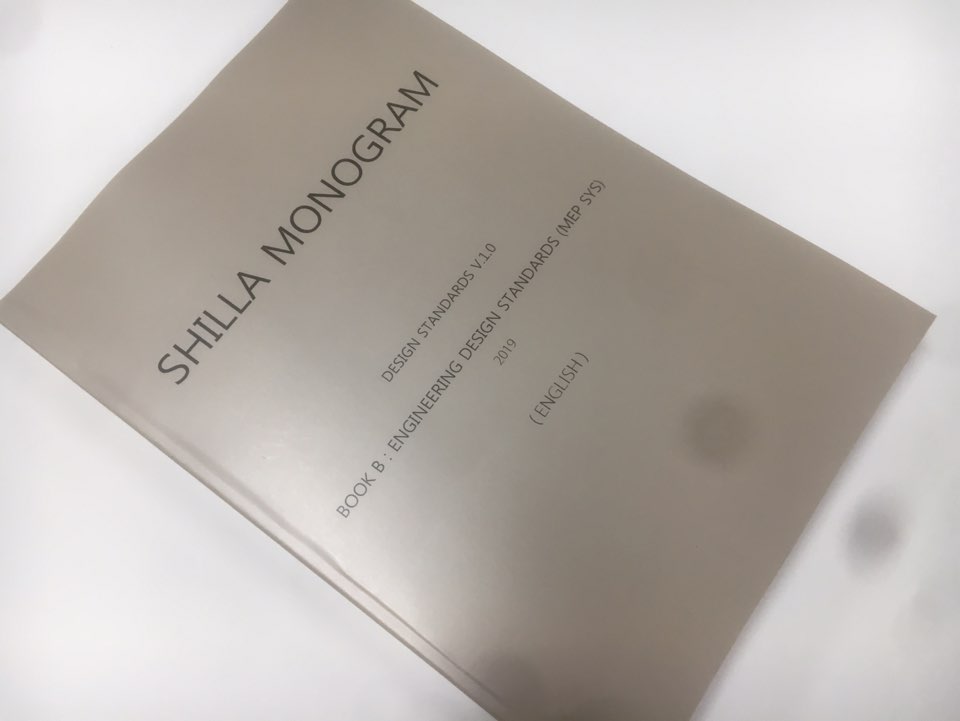 SHILLA MONOGRAM
DESIGN STANDARDS V.1.0
BOOK B : ENGINEERING DESIGN STANDARDS (MEP SYS)
2019
( ENGLISH )